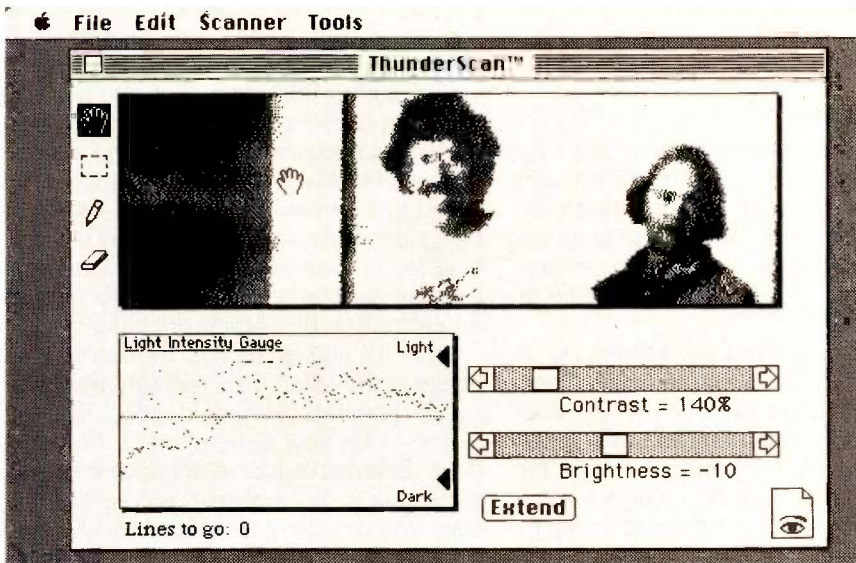 File Edit Scanner Tools
ThunderScan™
Light Intensity Gauge
Light
Dark
Contrast = 140%
Brightness = -10
Extend
Lines to go: 0